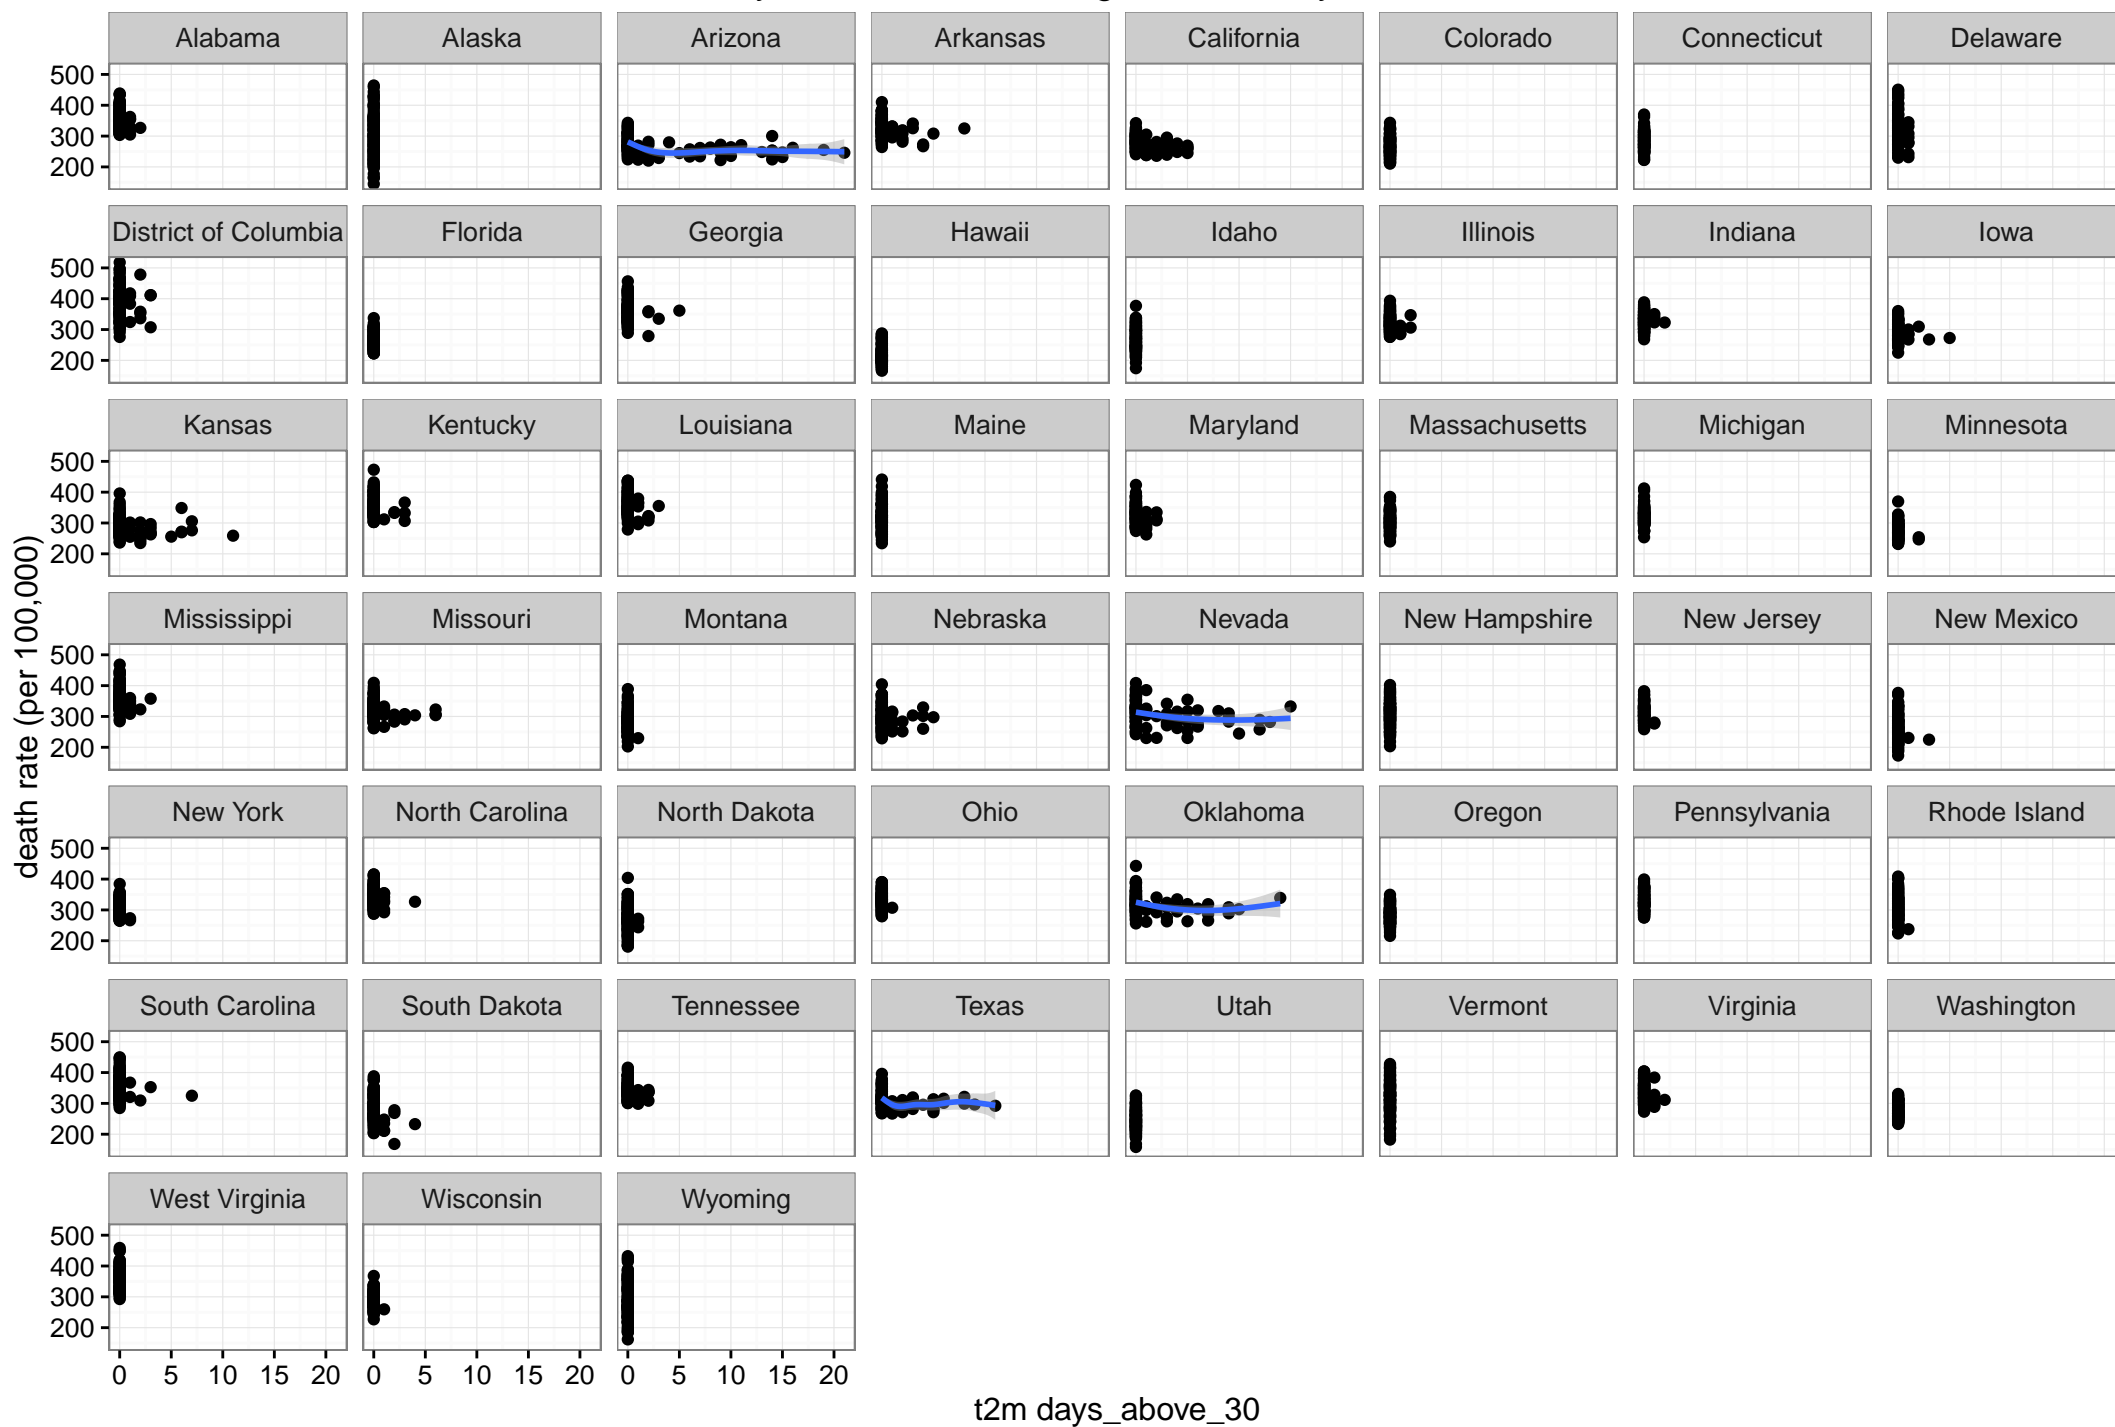 Alabama Alaska Arizona Arkansas California Colorado Connecticut Delaware
500
400
300
200
District of Columbia Florida Georgia Hawaii Idaho Illinois Indiana Iowa
500
400
300
200
Kansas Kentucky Louisiana Maine Maryland Massachusetts Michigan Minnesota
500
400
300
200
death rate (per 100,000)
Mississippi Missouri Montana Nebraska Nevada New Hampshire New Jersey New Mexico
500
400
300
200
New York North Carolina North Dakota Ohio Oklahoma Oregon Pennsylvania Rhode Island
500
400
300
200
South Carolina South Dakota Tennessee Texas Utah Vermont Virginia Washington
500
400
300
200
West Virginia Wisconsin Wyoming
500
400
300
200
0 5 10 15 20 0 5 10 15 20 0 5 10 15 20
t2m days_above_30